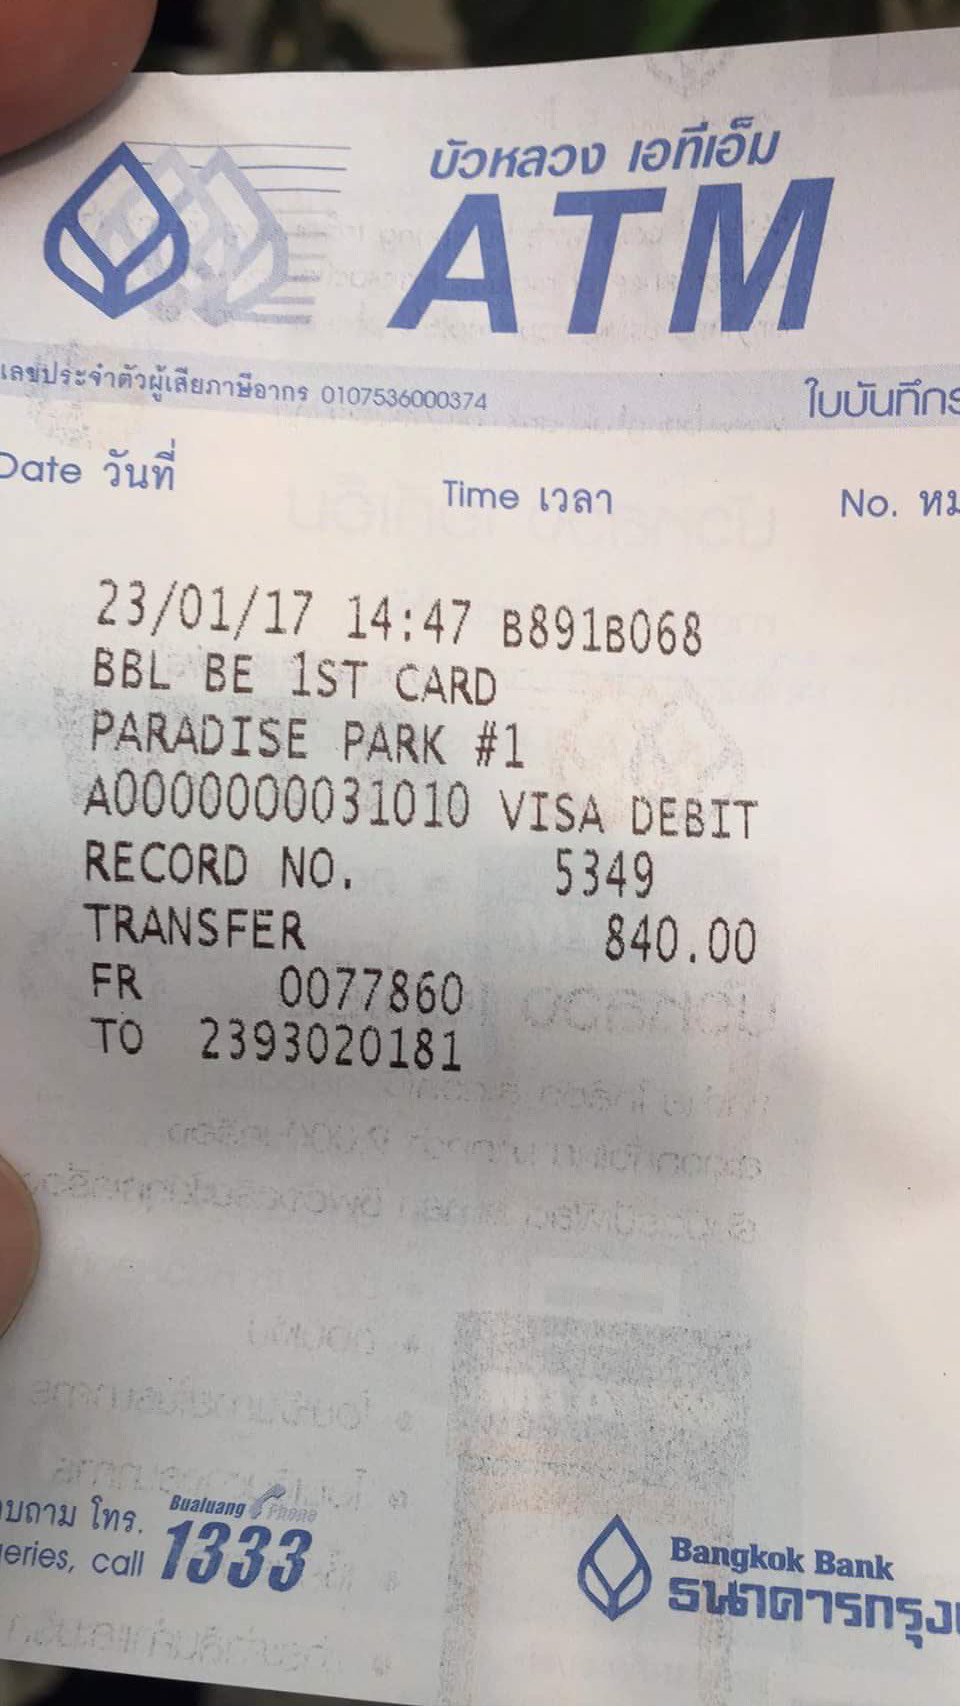 บัวหลวง เอทีเอ็ม
ATM
เลขประจำตัวผู้เสียภาษีอากร 0107536000374
ใบบันทึกร
Date วันที่
Time เวลา
No. หม
23/01/17 14:47 B891B068
BBL BE 1ST CARD
PARADISE PARK #1
A0000000031010 VISA DEBIT
RECORD NO. 5349
TRANSFER 840.00
FR 0077860
TO 2393020181
อบถาม โทร.
eries, call
Bualuang Phone
1333
Bangkok Bank
ธนาคารกรุงเ